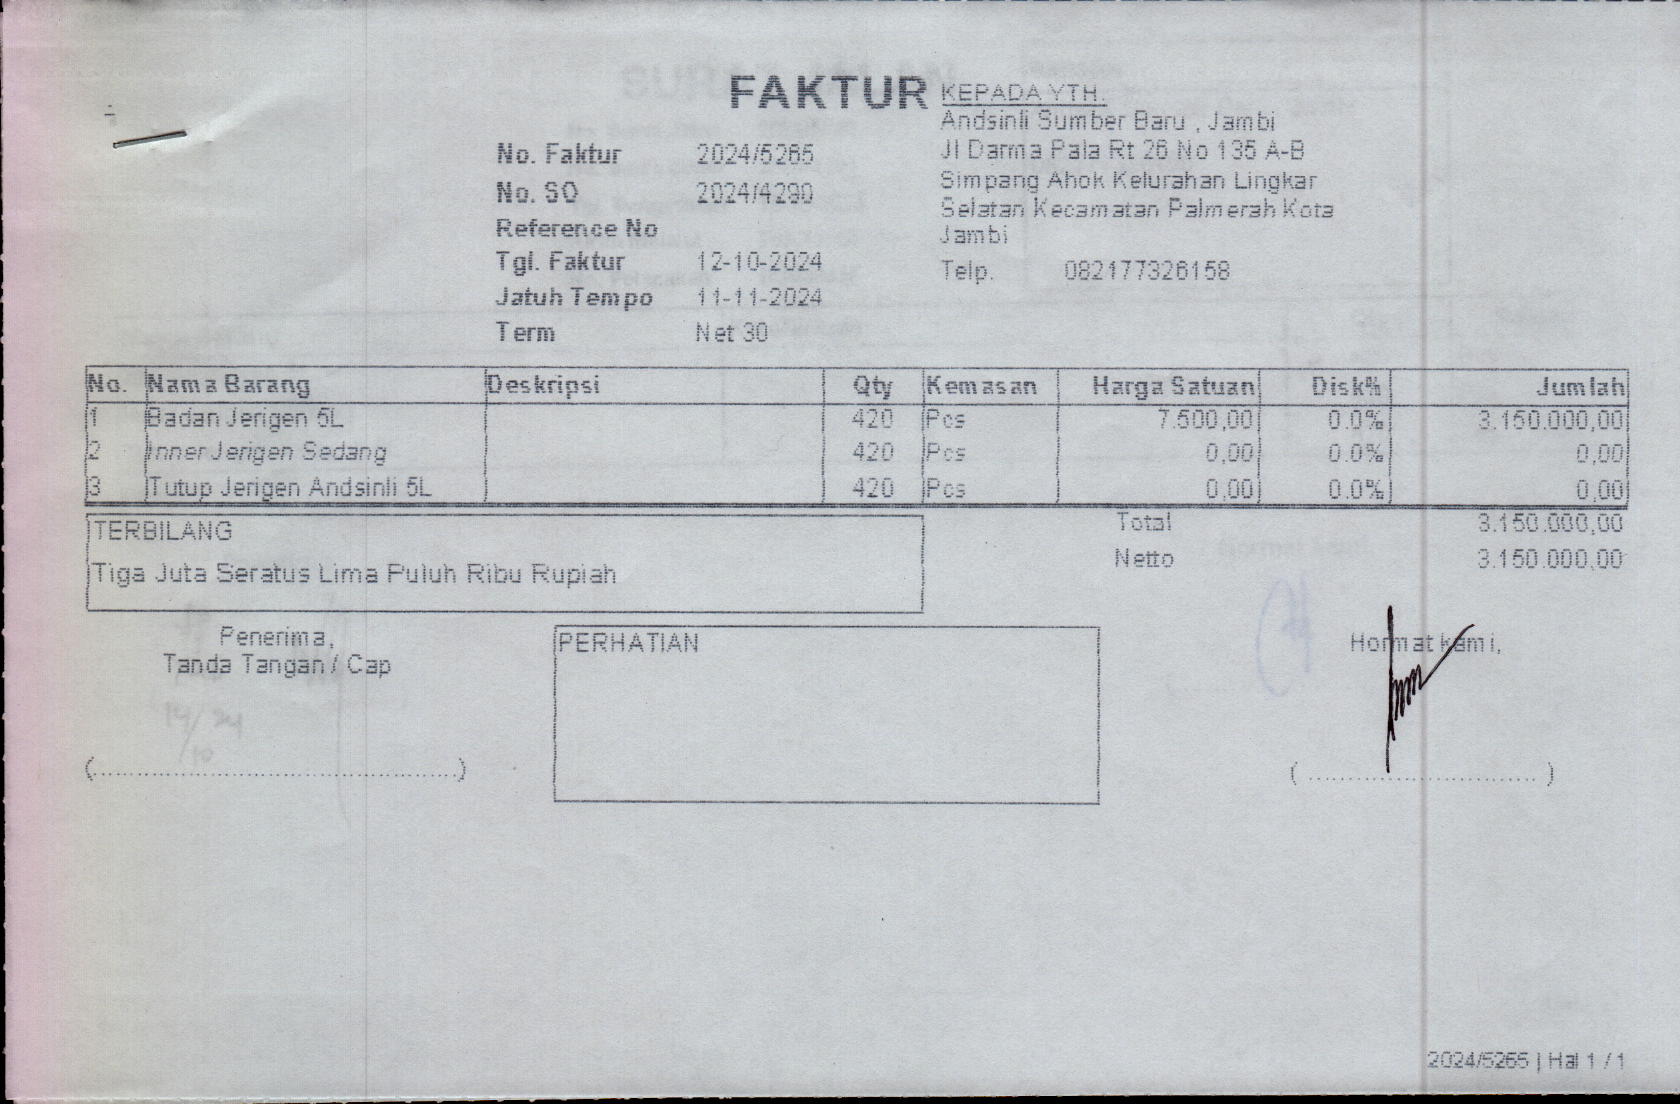 FAKTUR
No. Faktur 2024/5265
No. SO 2024/4290
Reference No
Tgl. Faktur 12-10-2024
Jatuh Tempo 11-11-2024
Term Net 30
KEPADA YTH.
Andsinli Sumber Baru , Jambi
Jl Darma Pala Rt 26 No 135 A-B
Simpang Ahok Kelurahan Lingkar
Selatan Kecamatan Palmerah Kota
Jambi
Telp. 082177326158
No. Nama Barang Deskripsi Qty Kemasan Harga Satuan Disk% Jumlah
1 Badan Jerigen 5L 420 Pcs 7.500,00 0.0% 3.150.000,00
2 Inner Jerigen Sedang 420 Pcs 0,00 0.0% 0,00
3 Tutup Jerigen Andsinli 5L 420 Pcs 0,00 0.0% 0,00
Total 3.150.000,00
Netto 3.150.000,00
TERBILANG
Tiga Juta Seratus Lima Puluh Ribu Rupiah
Penerima,
Tanda Tangan / Cap
(................................................)
PERHATIAN
Hormat kami,
( .............................. )
2024/5265 | Hal 1 / 1